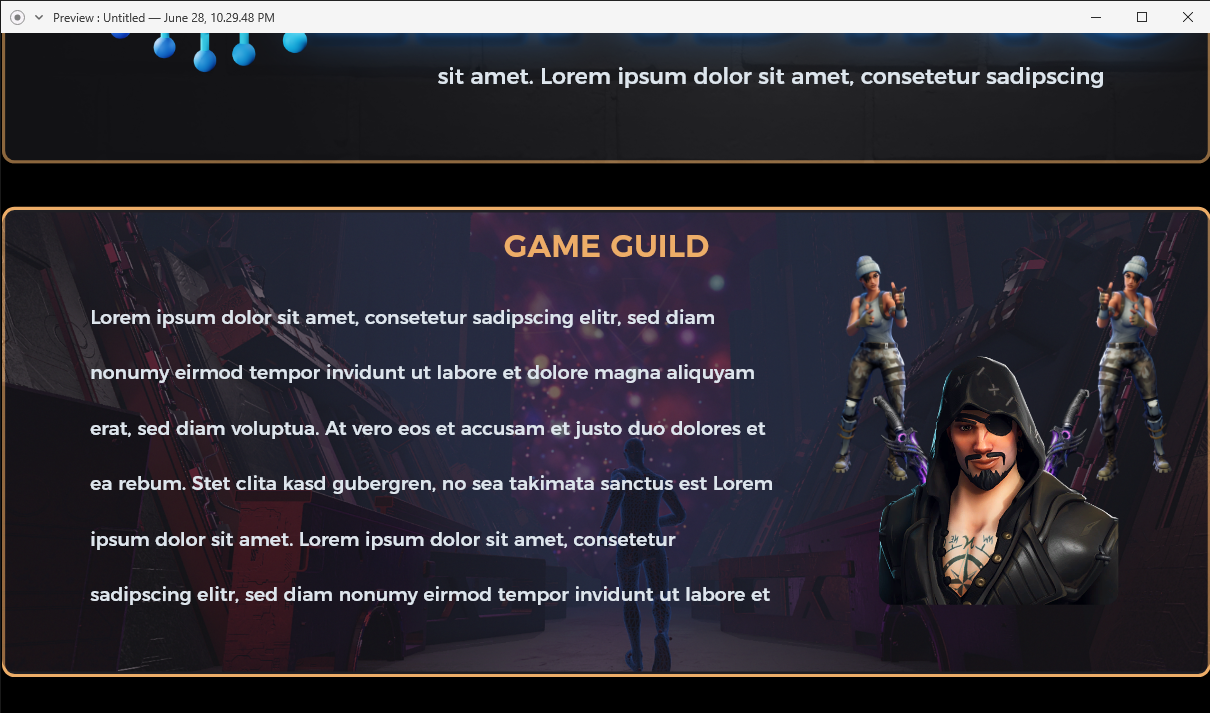 Preview : Untitled — June 28, 10.29.48 PM
sit amet. Lorem ipsum dolor sit amet, consetetur sadipscing
GAME GUILD
Lorem ipsum dolor sit amet, consetetur sadipscing elitr, sed diam
nonumy eirmod tempor invidunt ut labore et dolore magna aliquyam
erat, sed diam voluptua. At vero eos et accusam et justo duo dolores et
ea rebum. Stet clita kasd gubergren, no sea takimata sanctus est Lorem
ipsum dolor sit amet. Lorem ipsum dolor sit amet, consetetur
sadipscing elitr, sed diam nonumy eirmod tempor invidunt ut labore et